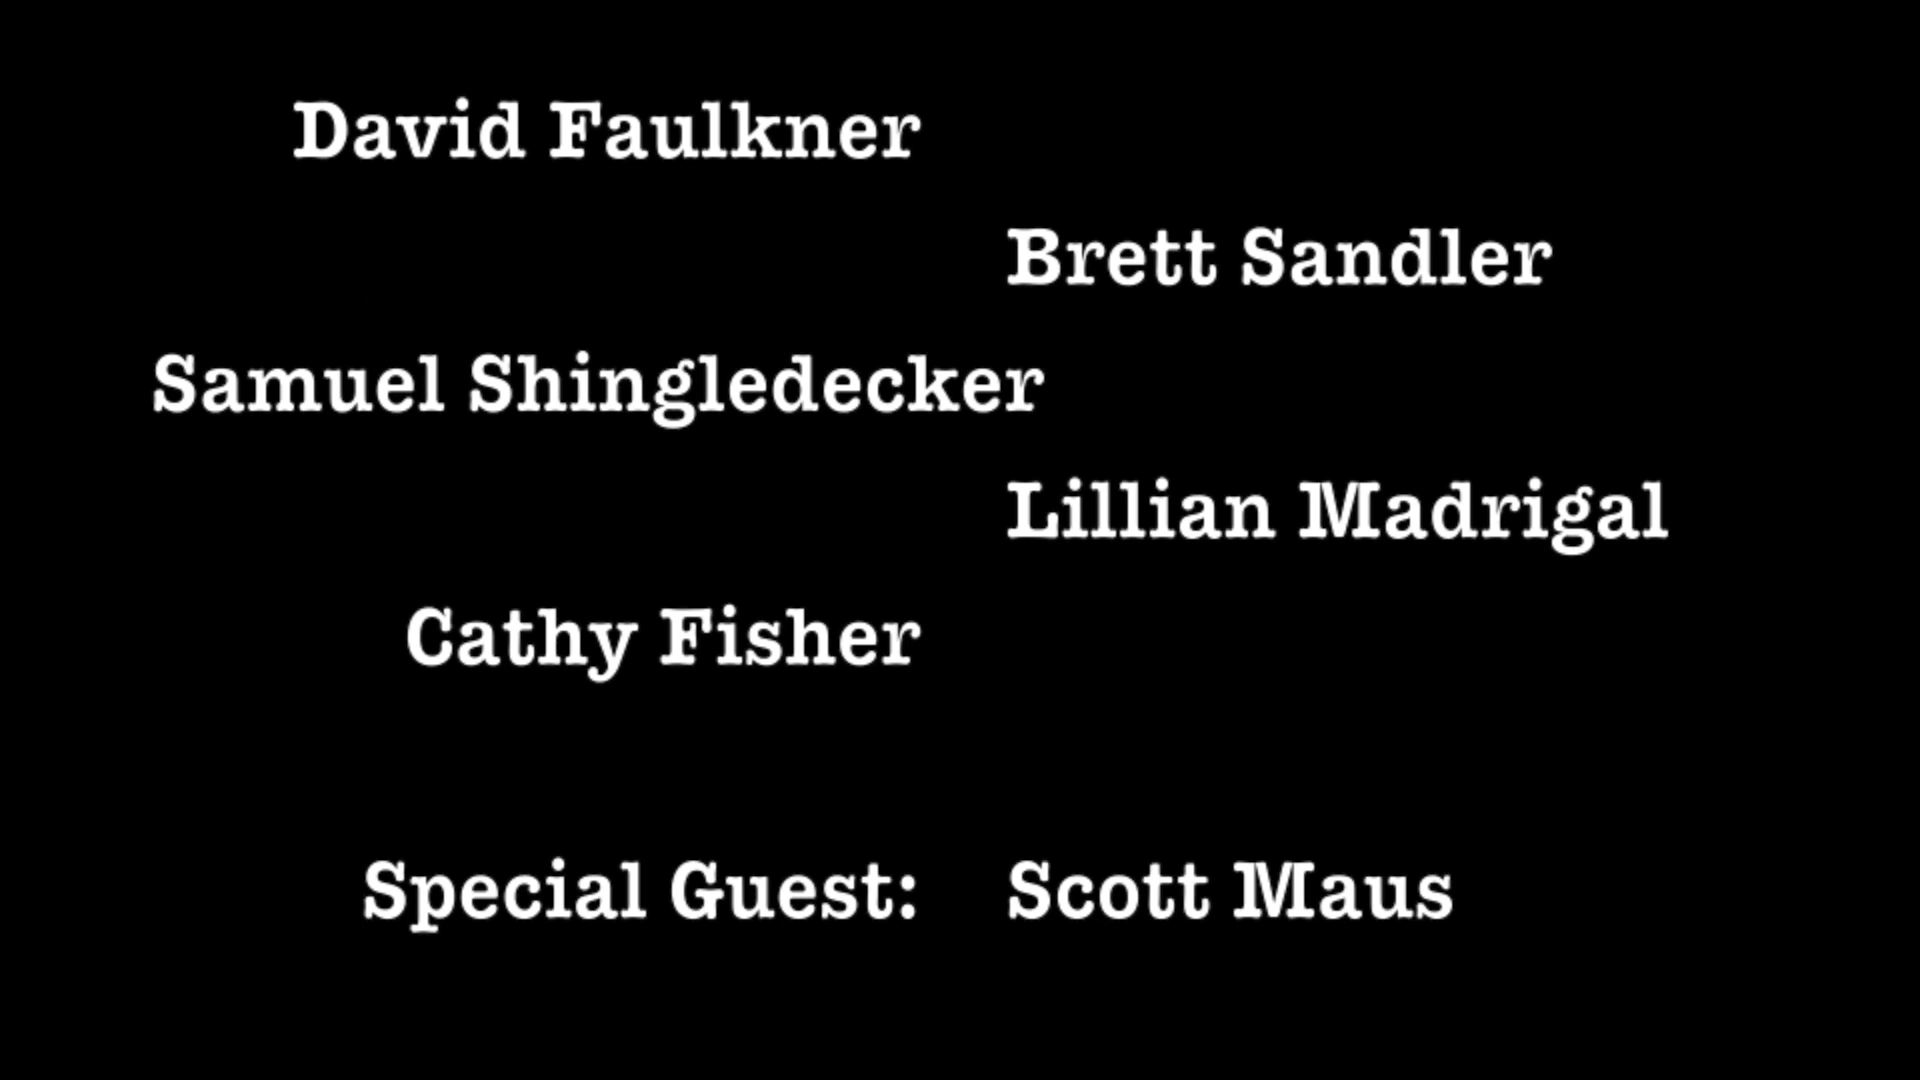 David Faulkner
Brett Sandler
Samuel Shingledecker
Lillian Madrigal
Cathy Fisher
Special Guest: Scott Maus